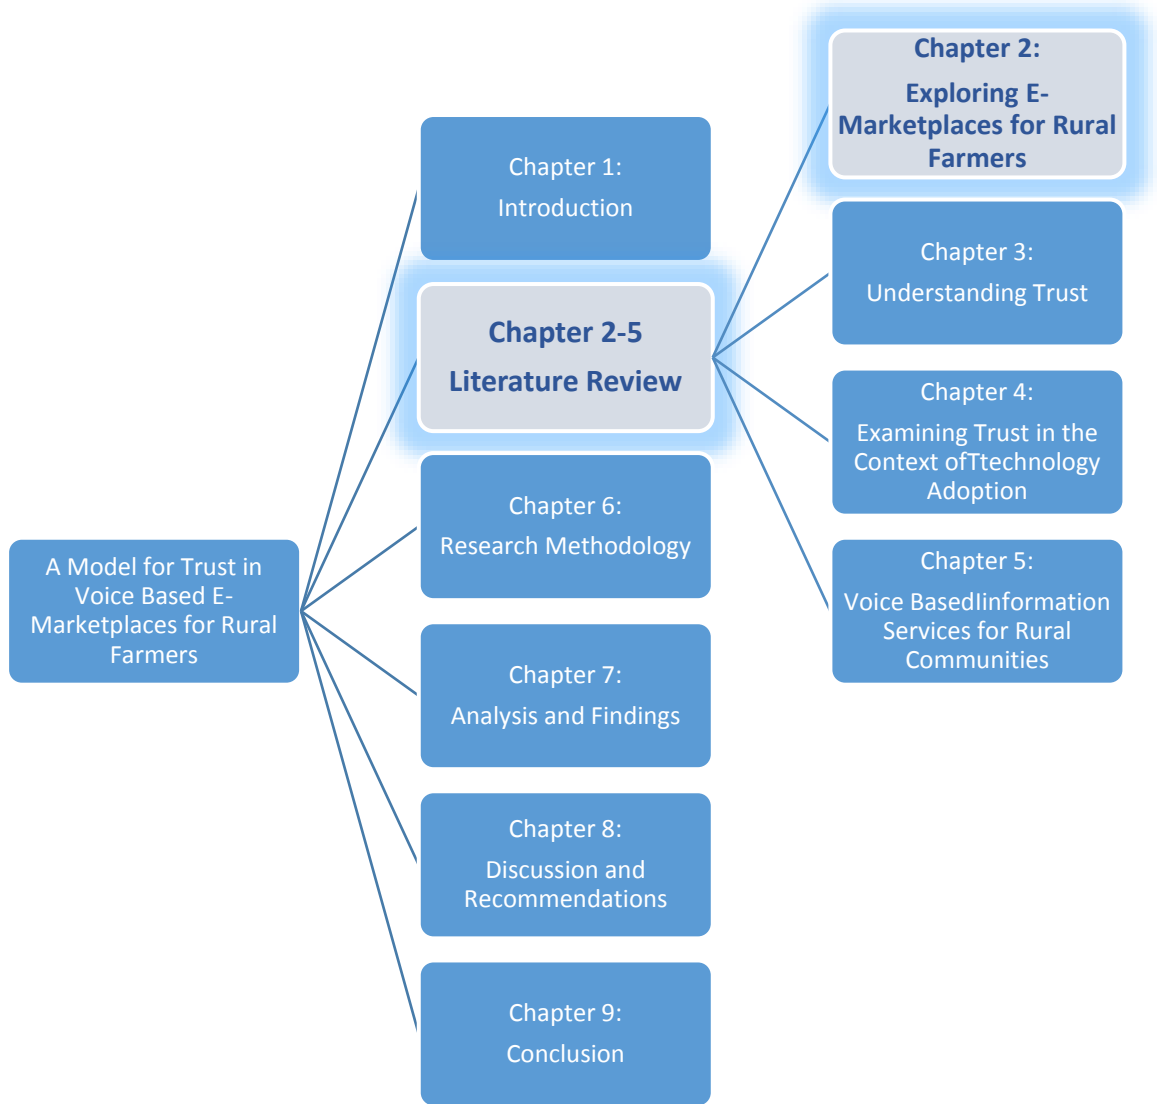 A Model for Trust in
Voice Based E-
Marketplaces for Rural
Farmers
Chapter 1:
Introduction
Chapter 2-5
Literature Review
Chapter 6:
Research Methodology
Chapter 7:
Analysis and Findings
Chapter 8:
Discussion and
Recommendations
Chapter 9:
Conclusion
Chapter 2:
Exploring E-
Marketplaces for Rural
Farmers
Chapter 3:
Understanding Trust
Chapter 4:
Examining Trust in the
Context ofTtechnology
Adoption
Chapter 5:
Voice BasedIinformation
Services for Rural
Communities